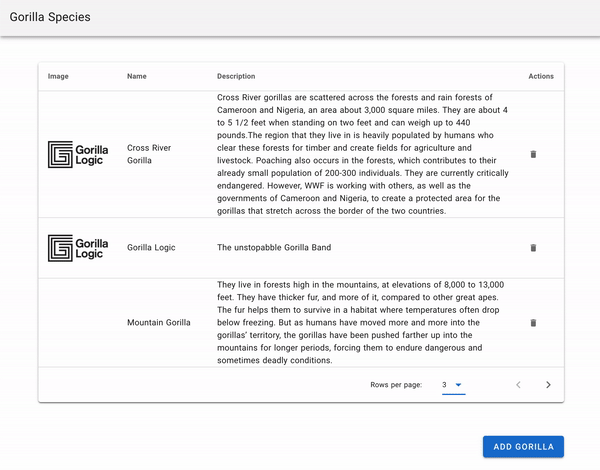 Gorilla Species
Image Name Description Actions
Cross River gorillas are scattered across the forests and rain forests of
Cameroon and Nigeria, an area about 3,000 square miles. They are about 4
to 5 1/2 feet when standing on two feet and can weigh up to 440
pounds.The region that they live in is heavily populated by humans who
Gorilla
Logic
Cross River
Gorilla
clear these forests for timber and create fields for agriculture and
livestock. Poaching also occurs in the forests, which contributes to their
already small population of 200-300 individuals. They are currently critically
endangered. However, WWF is working with others, as well as the
governments of Cameroon and Nigeria, to create a protected area for the
gorillas that stretch across the border of the two countries.
Gorilla
Logic
Gorilla Logic
The unstopabble Gorilla Band
They live in forests high in the mountains, at elevations of 8,000 to 13,000
feet. They have thicker fur, and more of it, compared to other great apes.
The fur helps them to survive in a habitat where temperatures often drop
Mountain Gorilla
below freezing. But as humans have moved more and more into the
gorillas' territory, the gorillas have been pushed farther up into the
mountains for longer periods, forcing them to endure dangerous and
sometimes deadly conditions.
Rows per page: 3
ADD GORILLA